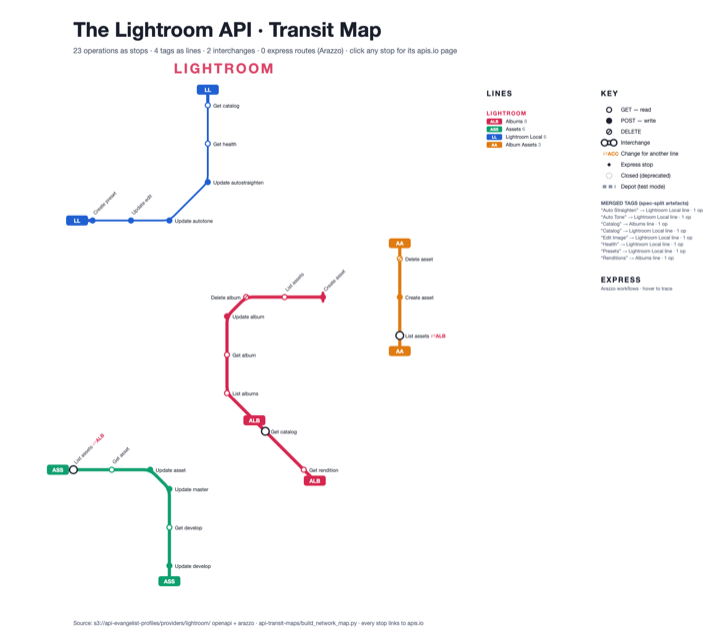 The Lightroom API · Transit Map
23 operations as stops · 4 tags as lines · 2 interchanges · 0 express routes (Arazzo) · click any stop for its apis.io page
LIGHTROOM
LL
Get catalog
Get health
Update autostraighten
Create preset
Update edit
LL
Update autotone
LINES
LIGHTROOM
ALB Albums 8
ASS Assets 6
LL Lightroom Local 6
AA Album Assets 3
KEY
GET — read
POST — write
DELETE
Interchange
Change for another line
Express stop
Closed (deprecated)
Depot (test mode)
MERGED TAGS (spec-split artefacts)
"Auto Straighten" → Lightroom Local line · 1 op
"Auto Tone" → Lightroom Local line · 1 op
"Catalog" → Albums line · 1 op
"Catalog" → Lightroom Local line · 1 op
"Edit Image" → Lightroom Local line · 1 op
"Health" → Lightroom Local line · 1 op
"Presets" → Lightroom Local line · 1 op
"Renditions" → Albums line · 1 op
EXPRESS
Arazzo workflows · hover to trace
AA
Delete asset
Create asset
List assets ALB
AA
Delete album
List assets
Create asset
Update album
Get album
List albums
ALB
Get catalog
Get rendition
ALB
ASS
List assets ALB
Get asset
Update asset
Update master
Get develop
Update develop
ASS
Source: s3://api-evangelist-profiles/providers/lightroom/ openapi + arazzo · api-transit-maps/build_network_map.py · every stop links to apis.io